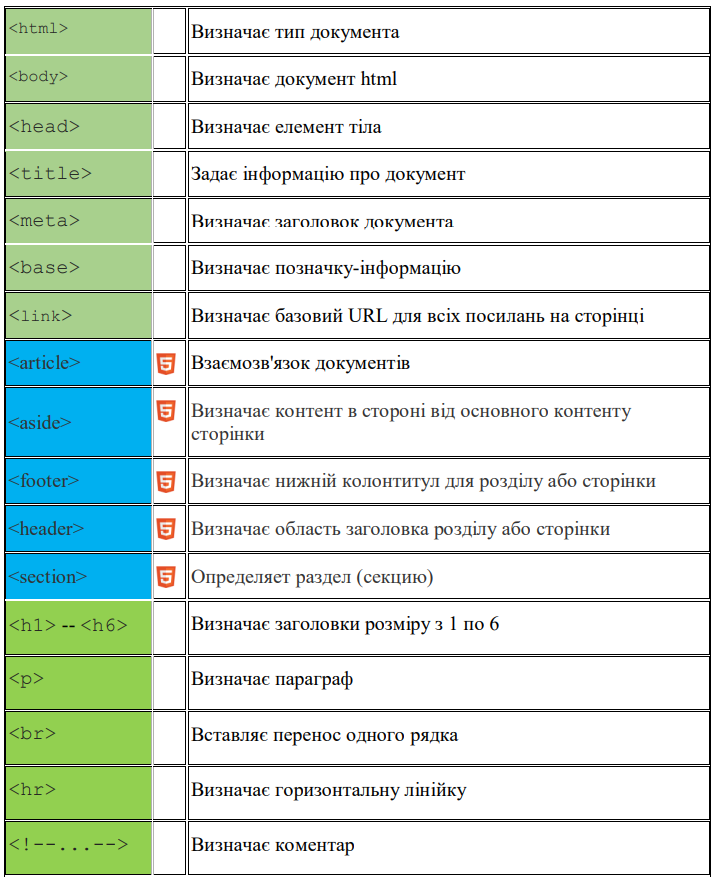 <html> Визначає тип документа
<body> Визначає документ html
<head> Визначає елемент тіла
<title> Задає інформацію про документ
<meta> Визначає заголовок документа
<base> Визначає позначку-інформацію
<link> Визначає базовий URL для всіх посилань на сторінці
<article> 5 Взаємозв'язок документів
<aside> 5 Визначає контент в стороні від основного контенту
сторінки
<footer> 5 Визначає нижній колонтитул для розділу або сторінки
<header> 5 Визначає область заголовка розділу або сторінки
<section> 5 Определяет раздел (секцию)
<h1> -- <h6> Визначає заголовки розміру з 1 по 6
<p> Визначає параграф
<br> Вставляє перенос одного рядка
<hr> Визначає горизонтальну лінійку
<!--...--> Визначає коментар